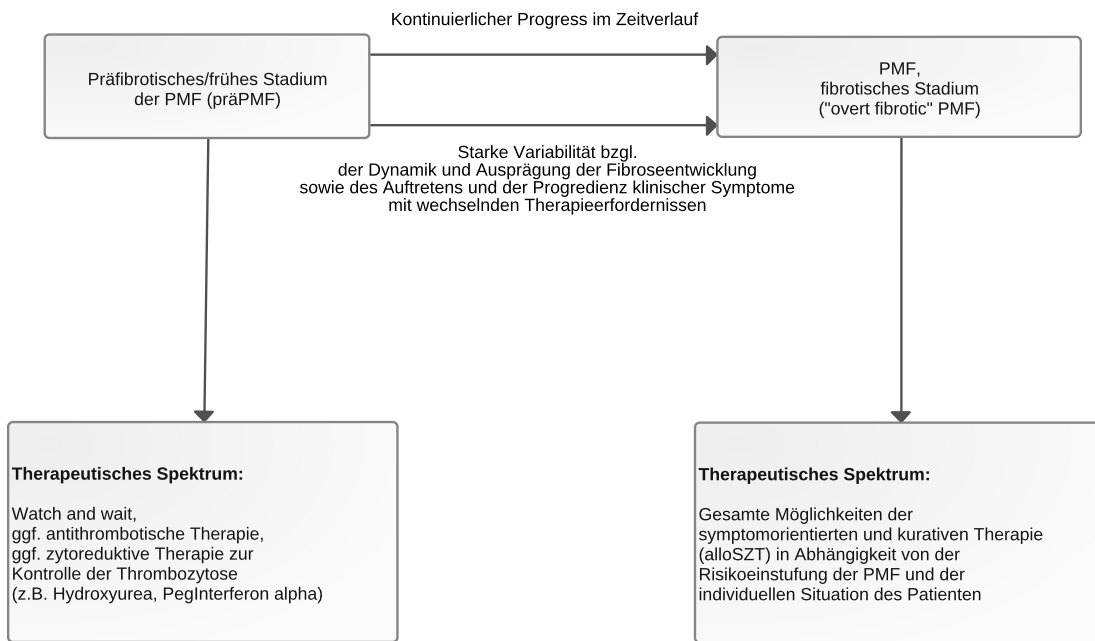 Kontinuierlicher Progress im Zeitverlauf
Präfibrotisches/frühes Stadium
der PMF (präPMF)
PMF,
fibrotisches Stadium
("overt fibrotic" PMF)
Starke Variabilität bzgl.
der Dynamik und Ausprägung der Fibroseentwicklung
sowie des Auftretens und der Progredienz klinischer Symptome
mit wechselnden Therapieerfordernissen
Therapeutisches Spektrum:
Watch and wait,
ggf. antithrombotische Therapie,
ggf. zytoreduktive Therapie zur
Kontrolle der Thrombozytose
(z.B. Hydroxyurea, PegInterferon alpha)
Therapeutisches Spektrum:
Gesamte Möglichkeiten der
symptomorientierten und kurativen Therapie
(alloSZT) in Abhängigkeit von der
Risikoeinstufung der PMF und der
individuellen Situation des Patienten